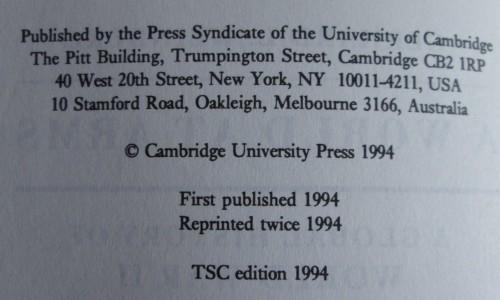 Published by the Press Syndicate of the University of Cambridge
The Pitt Building, Trumpington Street, Cambridge CB2 1RP
40 West 20th Street, New York, NY 10011-4211, USA
10 Stamford Road, Oakleigh, Melbourne 3166, Australia
© Cambridge University Press 1994
First published 1994
Reprinted twice 1994
TSC edition 1994